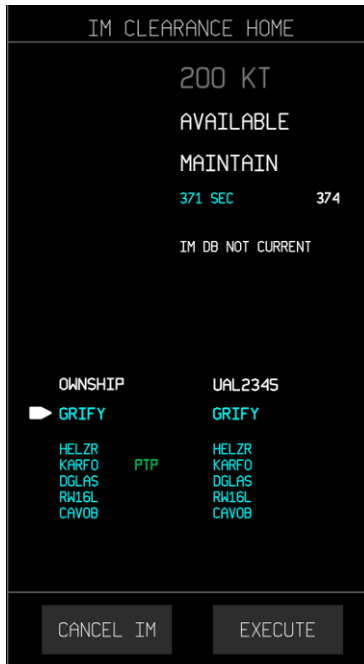 IM CLEARANCE HOME
200 KT
AVAILABLE
MAINTAIN
371 SEC 374
IM DB NOT CURRENT
OWNSHIP UAL2345
GRIFY GRIFY
HELZR HELZR
KARFO PTP KARFO
DGLAS DGLAS
RW16L RW16L
CAVOB CAVOB
CANCEL IM EXECUTE